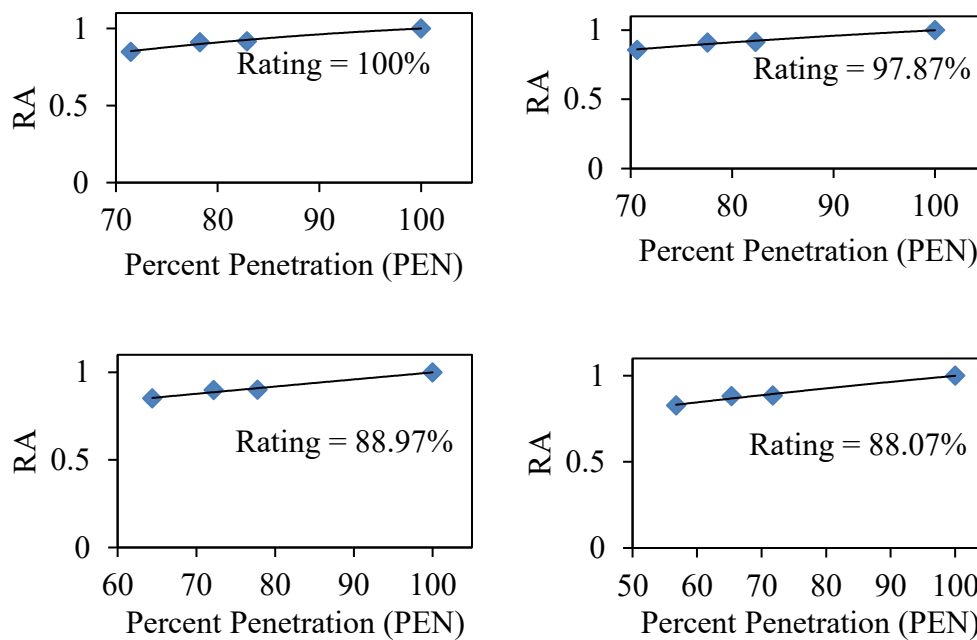 1
0.5
0
RA
Rating = 100%
70 80 90 100
Percent Penetration (PEN)
1
0.5
0
RA
Rating = 97.87%
70 80 90 100
Percent Penetration (PEN)
1
0.5
0
RA
Rating = 88.97%
60 70 80 90 100
Percent Penetration (PEN)
1
0.5
0
RA
Rating = 88.07%
50 60 70 80 90 100
Percent Penetration (PEN)